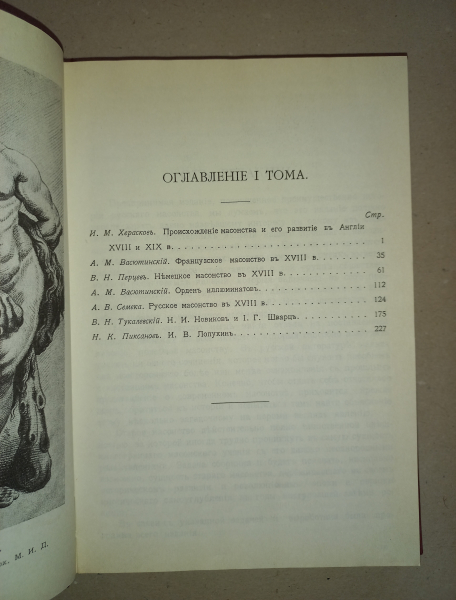 ОГЛАВЛЕНІЕ I ТОМА.
Стр.
И. М. Херасковъ. Происхожденіе масонства и его развитіе въ Англіи
XVIII и XIX в. 1
А. М. Васютинскій. Французское масонство въ XVIII в. 35
В. Н. Перцевъ. Нѣмецкое масонство въ XVIII в. 61
А. М. Васютинскій. Орденъ иллюминатовъ 112
А. В. Семека. Русское масонство въ XVIII в. 124
В. Н. Тукалевскій. Н. И. Новиковъ и І. Г. Шварцъ. 175
Н. К. Пиксановъ. И. В. Лопухинъ. 227
М. И. Д.